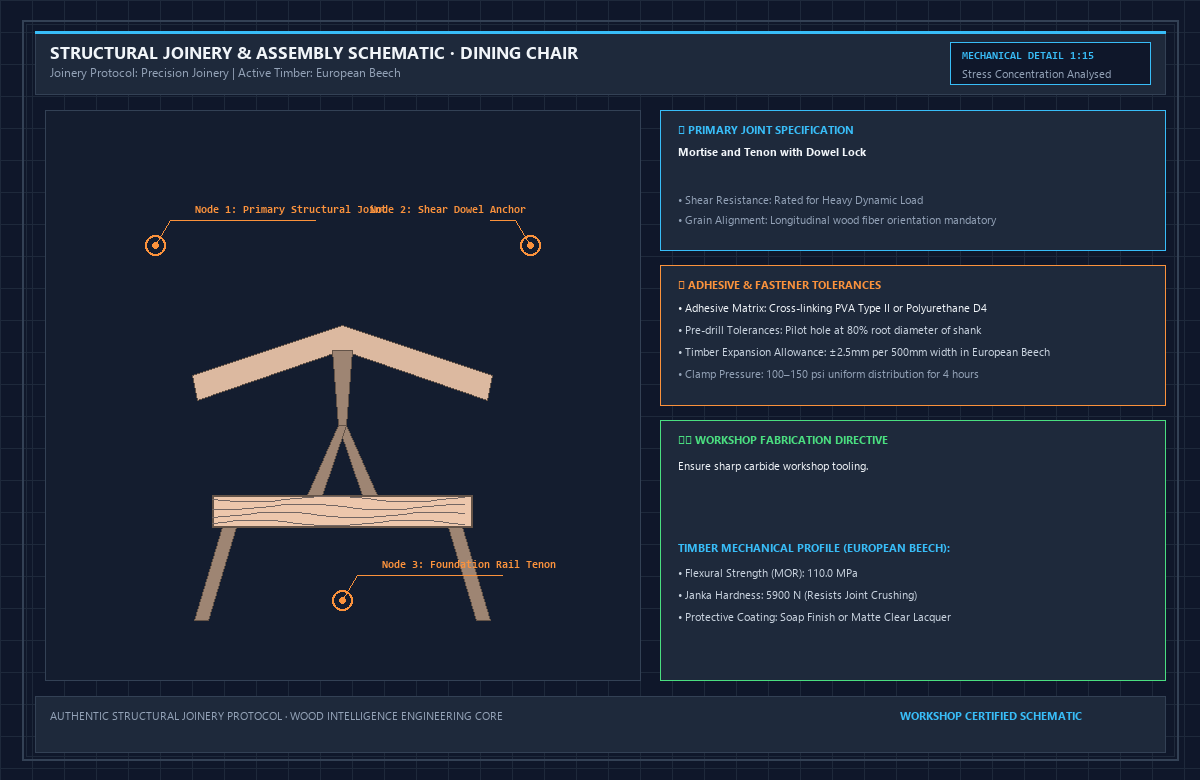 STRUCTURAL JOINERY & ASSEMBLY SCHEMATIC · DINING CHAIR
Joinery Protocol: Precision Joinery | Active Timber: European Beech
MECHANICAL DETAIL 1:15
Stress Concentration Analysed
Node 1: Primary Structural Joint
Node 2: Shear Dowel Anchor
Node 3: Foundation Rail Tenon
PRIMARY JOINT SPECIFICATION
Mortise and Tenon with Dowel Lock
• Shear Resistance: Rated for Heavy Dynamic Load
• Grain Alignment: Longitudinal wood fiber orientation mandatory
ADHESIVE & FASTENER TOLERANCES
• Adhesive Matrix: Cross-linking PVA Type II or Polyurethane D4
• Pre-drill Tolerances: Pilot hole at 80% root diameter of shank
• Timber Expansion Allowance: ±2.5mm per 500mm width in European Beech
• Clamp Pressure: 100–150 psi uniform distribution for 4 hours
WORKSHOP FABRICATION DIRECTIVE
Ensure sharp carbide workshop tooling.
TIMBER MECHANICAL PROFILE (EUROPEAN BEECH):
• Flexural Strength (MOR): 110.0 MPa
• Janka Hardness: 5900 N (Resists Joint Crushing)
• Protective Coating: Soap Finish or Matte Clear Lacquer
AUTHENTIC STRUCTURAL JOINERY PROTOCOL · WOOD INTELLIGENCE ENGINEERING CORE
WORKSHOP CERTIFIED SCHEMATIC